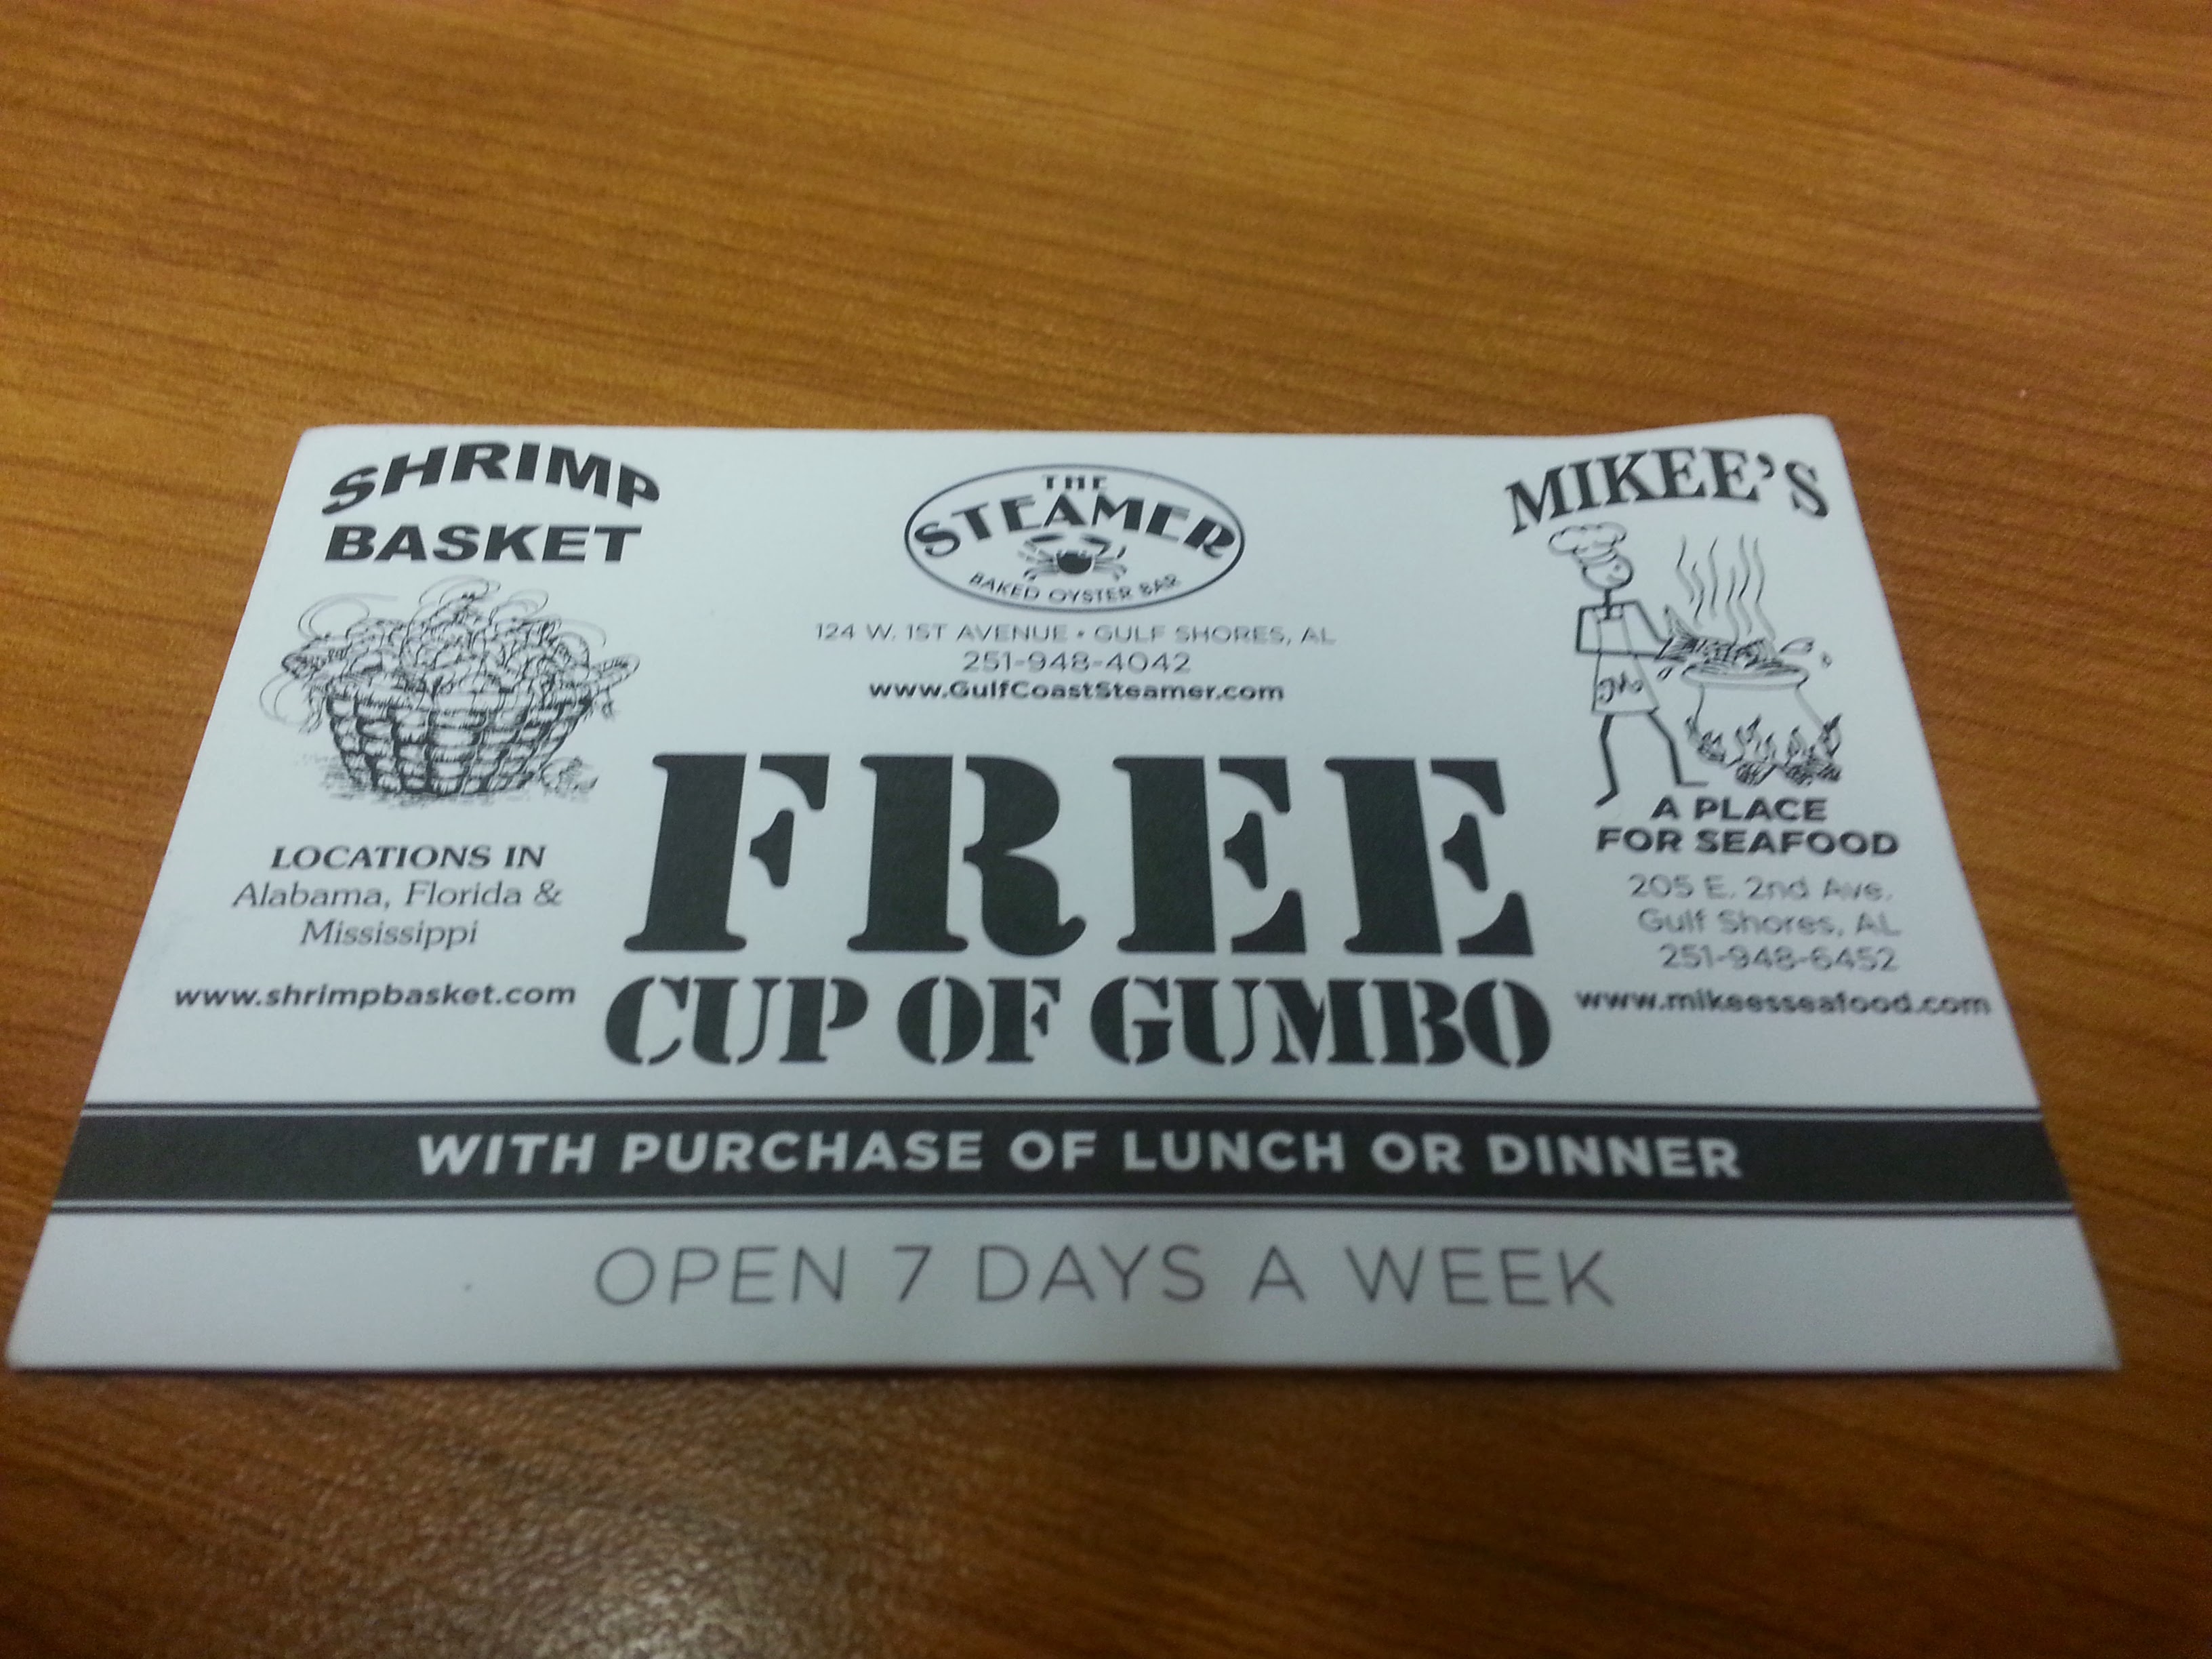 SHRIMP
BASKET
LOCATIONS IN
Alabama, Florida &
Mississippi
www.shrimpbasket.com
THE
STEAMER
BAKED OYSTER BAR
124 W. 1ST AVENUE • GULF SHORES, AL
251-948-4042
www.GulfCoastSteamer.com
MIKEE'S
A PLACE
FOR SEAFOOD
205 E. 2nd Ave.
Gulf Shores, AL
251-948-6452
www.mikeesseafood.com
FREE
CUP OF GUMBO
WITH PURCHASE OF LUNCH OR DINNER
OPEN 7 DAYS A WEEK